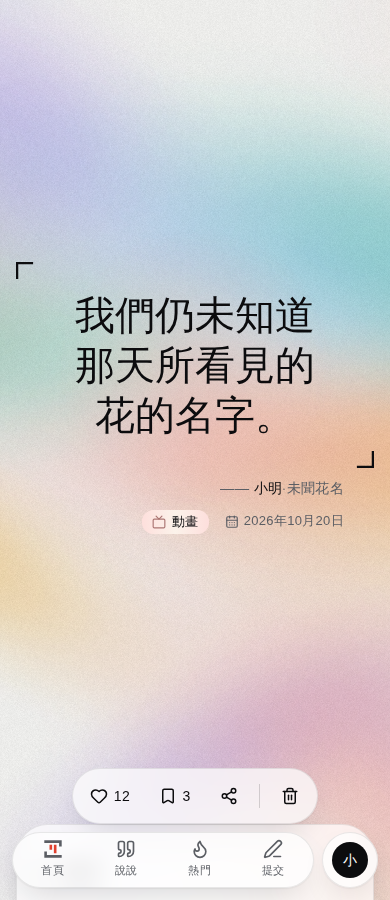 我們仍未知道
那天所看見的
花的名字。
—— 小明·未聞花名
動畫 2026年10月20日
12 3
首頁 說說 熱門 提交 小